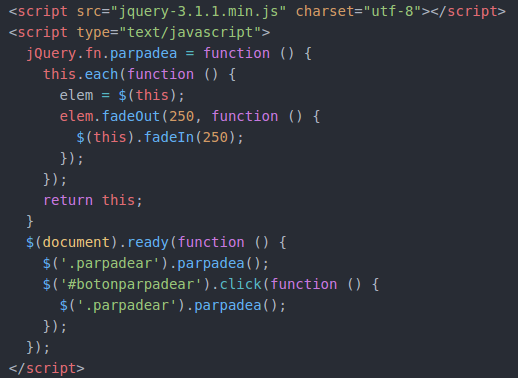 <script src="jquery-3.1.1.min.js" charset="utf-8"></script>
<script type="text/javascript">
  jQuery.fn.parpadea = function () {
    this.each(function () {
      elem = $(this);
      elem.fadeOut(250, function () {
        $(this).fadeIn(250);
      });
    });
    return this;
  }
  $(document).ready(function () {
    $('.parpadear').parpadea();
    $('#botonparpadear').click(function () {
      $('.parpadear').parpadea();
    });
  });
</script>